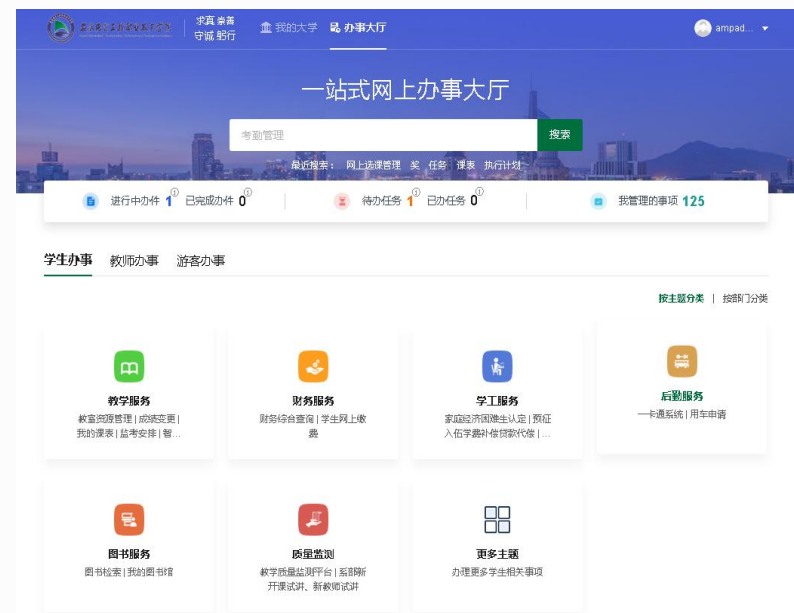 求真 崇善
守诚 躬行
我的大学
办事大厅
ampad...
一站式网上办事大厅
考勤管理
搜索
最近搜索： 网上选课管理 奖 任务 课表 执行计划
进行中办件 1 已完成办件 0
待办任务 1 已办任务 0
我管理的事项 125
学生办事 教师办事 游客办事
按主题分类 | 按部门分类
教学服务
教室资源管理 | 成绩变更 |
我的课表 | 监考安排 | 智...
财务服务
财务综合查询 | 学生网上缴
费
学工服务
家庭经济困难生认定 | 预征
入伍学费补偿贷款代偿 | ...
后勤服务
一卡通系统 | 用车申请
图书服务
图书检索 | 我的图书馆
质量监测
教学质量监测平台 | 系部新
开课试讲、新教师试讲
更多主题
办理更多学生相关事项